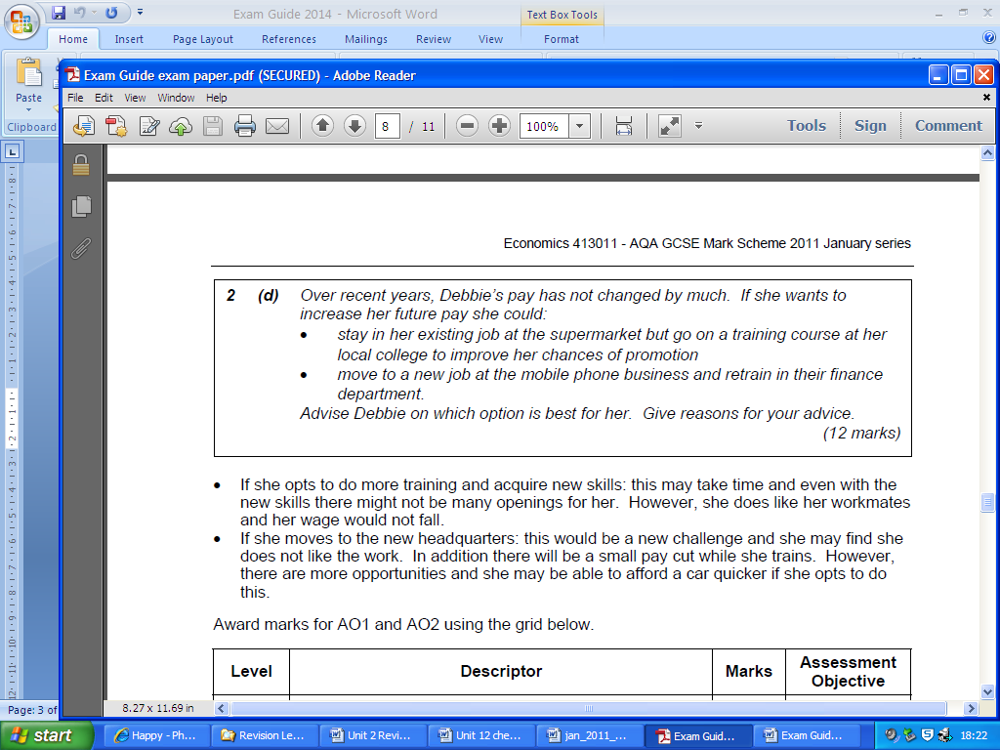 Exam Guide 2014 - Microsoft Word
Text Box Tools
Home Insert Page Layout References Mailings Review View Format
Paste
Clipboard
Exam Guide exam paper.pdf (SECURED) - Adobe Reader
File Edit View Window Help
8 / 11 100% Tools Sign Comment
Economics 413011 - AQA GCSE Mark Scheme 2011 January series
2 (d) Over recent years, Debbie's pay has not changed by much. If she wants to
increase her future pay she could:
• stay in her existing job at the supermarket but go on a training course at her
local college to improve her chances of promotion
• move to a new job at the mobile phone business and retrain in their finance
department.
Advise Debbie on which option is best for her. Give reasons for your advice.
(12 marks)
• If she opts to do more training and acquire new skills: this may take time and even with the
new skills there might not be many openings for her. However, she does like her workmates
and her wage would not fall.
• If she moves to the new headquarters: this would be a new challenge and she may find she
does not like the work. In addition there will be a small pay cut while she trains. However,
there are more opportunities and she may be able to afford a car quicker if she opts to do
this.
Award marks for AO1 and AO2 using the grid below.
Level Descriptor Marks Assessment
Objective
Page: 3 of
8.27 x 11.69 in
start Happy - Ph... Revision Le... Unit 2 Revi... Unit 12 che... jan_2011_... Exam Guid... Exam Guid... 18:22